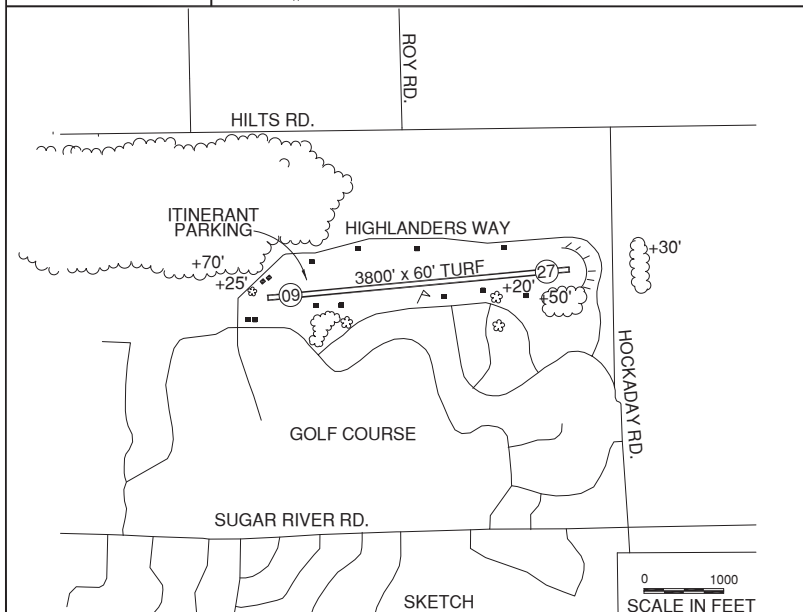 ROY RD.
HILTS RD.
ITINERANT
PARKING
HIGHLANDERS WAY
+70'
+25'
+30'
3800' x 60' TURF
09
27
+20'
+50'
HOCKADAY RD.
GOLF COURSE
SUGAR RIVER RD.
SKETCH
0 1000
SCALE IN FEET